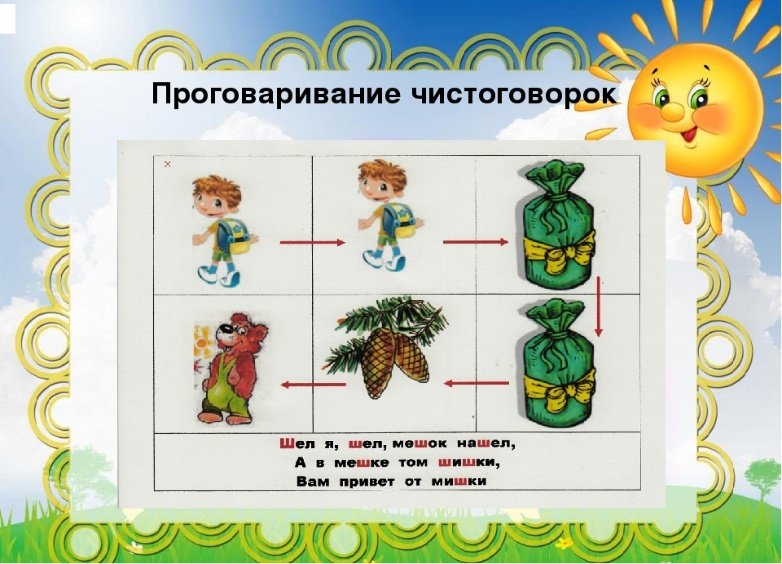 Проговаривание чистоговорок
Шел я, шел, мешок нашел,
А в мешке том шишки,
Вам привет от мишки